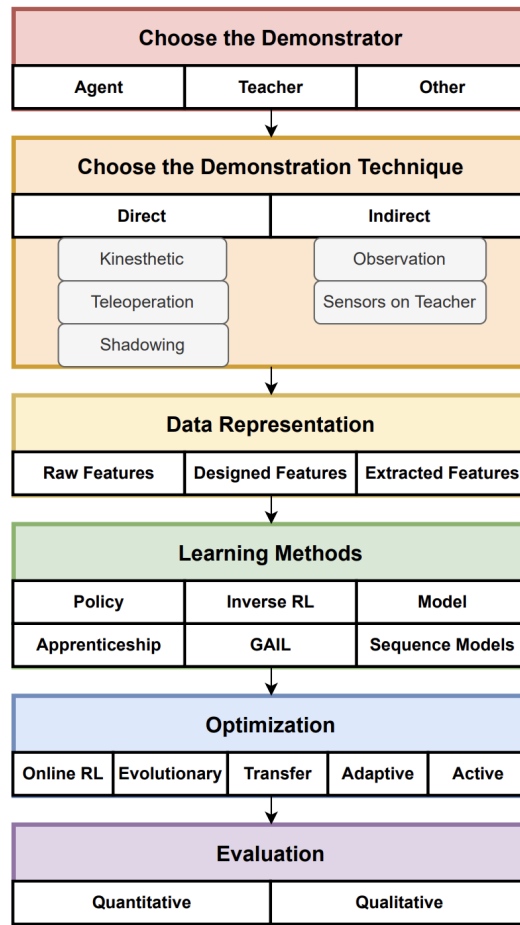 Choose the Demonstrator
Agent Teacher Other
Choose the Demonstration Technique
Direct Indirect
Kinesthetic Observation
Teleoperation Sensors on Teacher
Shadowing
Data Representation
Raw Features Designed Features Extracted Features
Learning Methods
Policy Inverse RL Model
Apprenticeship GAIL Sequence Models
Optimization
Online RL Evolutionary Transfer Adaptive Active
Evaluation
Quantitative Qualitative